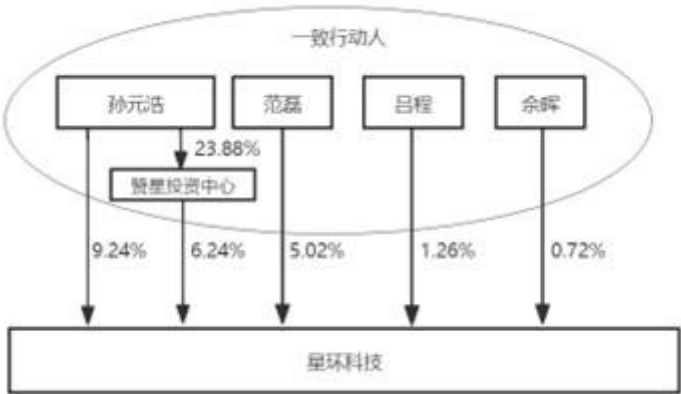 一致行动人
孙元浩
范磊
吕程
佘晖
23.88%
赞星投资中心
9.24%
6.24%
5.02%
1.26%
0.72%
星环科技